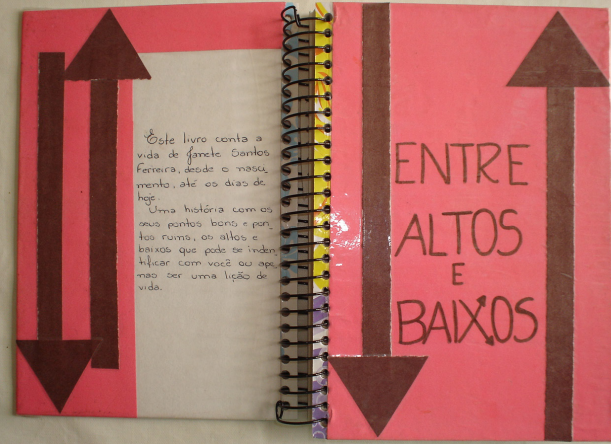 Este livro conta a
vida de Janete Santos
Ferreira, desde o nasci
mento, até os dias de
hoje.
Uma história com os
seus pontos bons e pon_
tos ruins, os altos e
baixos que pode se inden_
tificar com você ou ape
nas ser uma lição de
vida.
ENTRE
ALTOS
E
BAIXOS